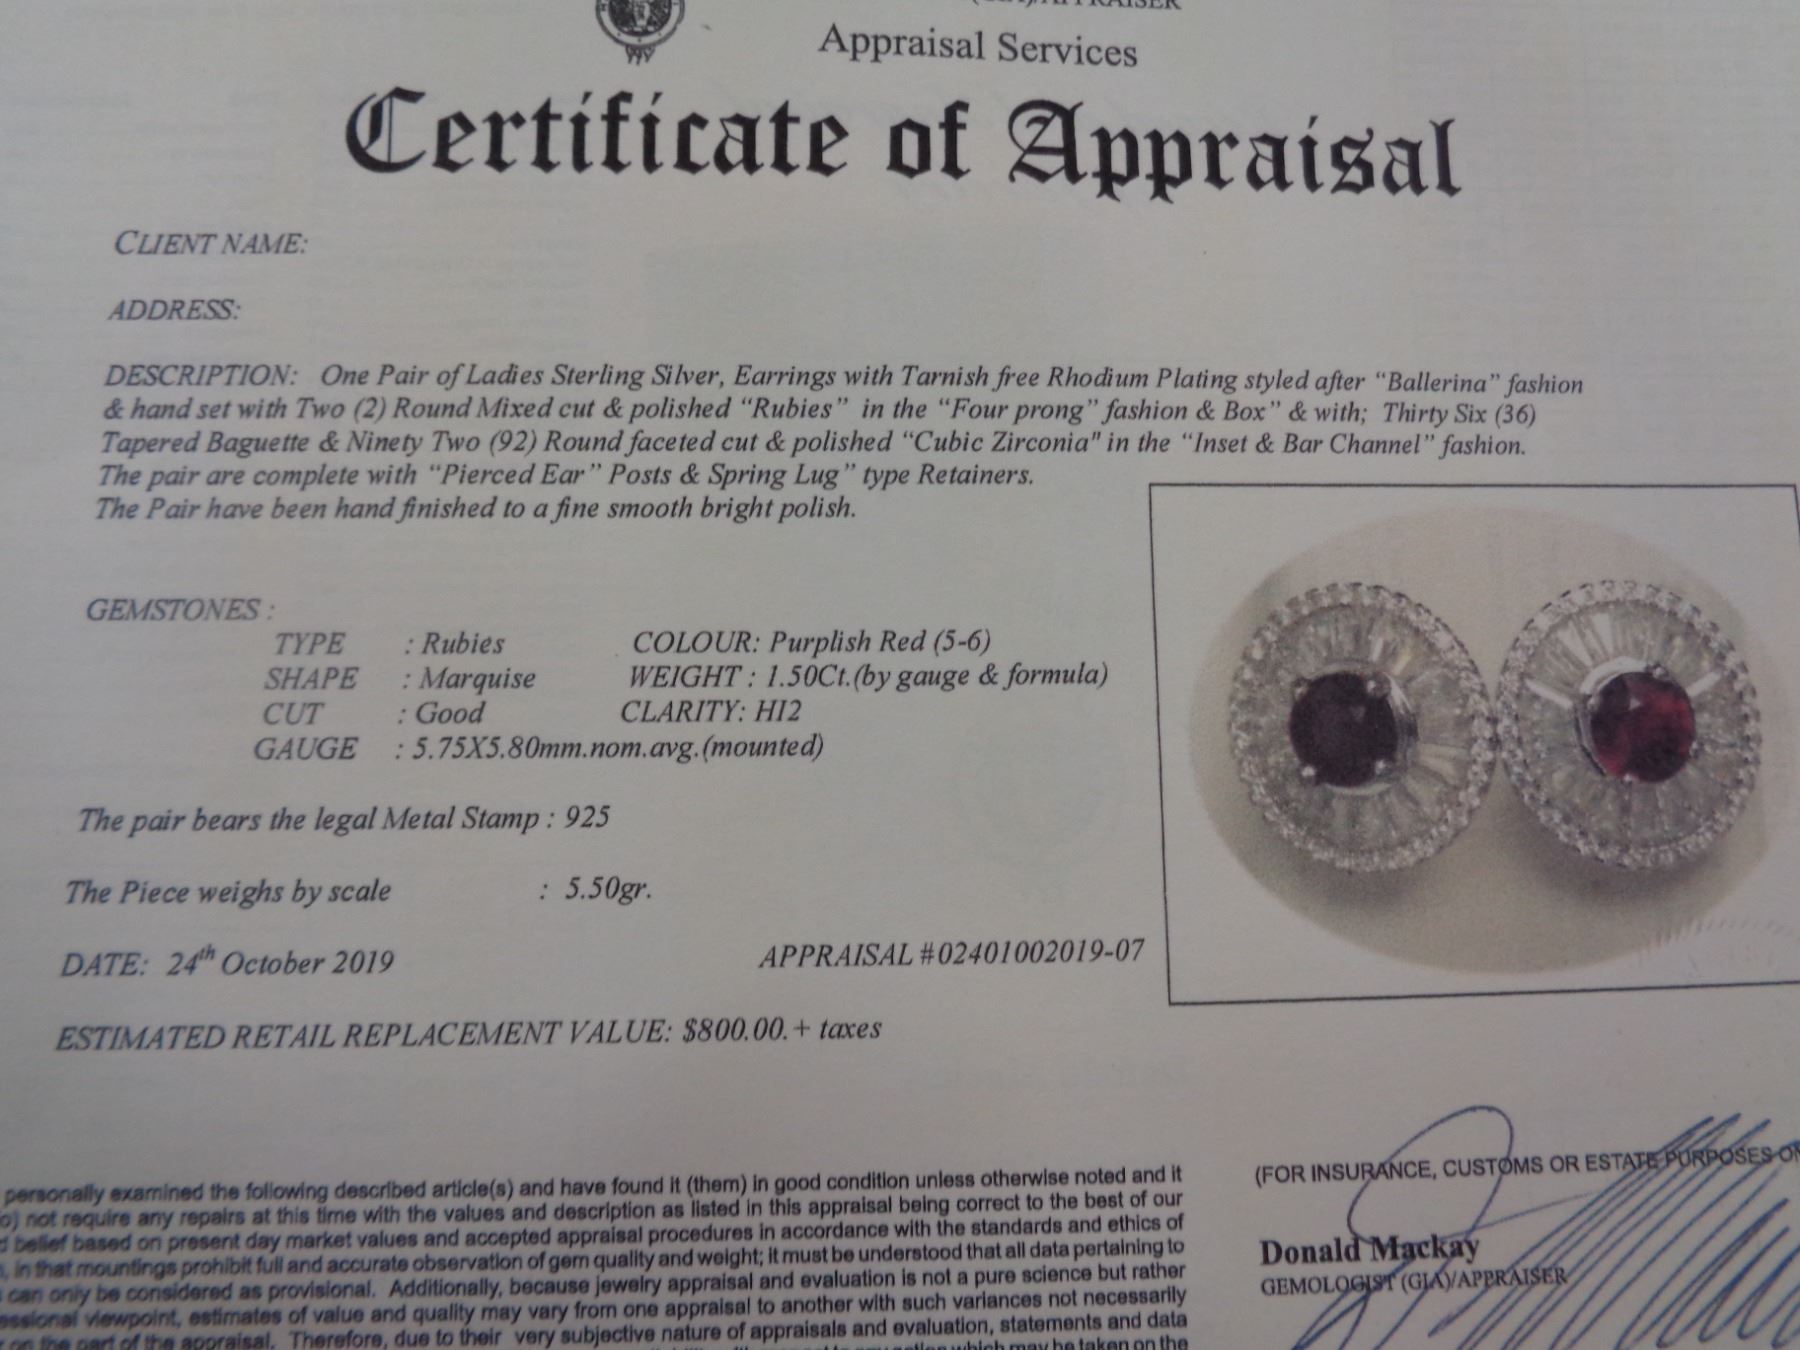 (GIA)/APPRAISER
Appraisal Services
Certificate of Appraisal
CLIENT NAME:
ADDRESS:
DESCRIPTION: One Pair of Ladies Sterling Silver, Earrings with Tarnish free Rhodium Plating styled after "Ballerina" fashion
& hand set with Two (2) Round Mixed cut & polished "Rubies" in the "Four prong" fashion & Box" & with; Thirty Six (36)
Tapered Baguette & Ninety Two (92) Round faceted cut & polished "Cubic Zirconia" in the "Inset & Bar Channel" fashion.
The pair are complete with "Pierced Ear" Posts & Spring Lug" type Retainers.
The Pair have been hand finished to a fine smooth bright polish.
GEMSTONES :
TYPE : Rubies COLOUR: Purplish Red (5-6)
SHAPE : Marquise WEIGHT : 1.50Ct.(by gauge & formula)
CUT : Good CLARITY: HI2
GAUGE : 5.75X5.80mm.nom.avg.(mounted)
The pair bears the legal Metal Stamp : 925
The Piece weighs by scale : 5.50gr.
DATE: 24th October 2019 APPRAISAL #02401002019-07
ESTIMATED RETAIL REPLACEMENT VALUE: $800.00.+ taxes
personally examined the following described article(s) and have found it (them) in good condition unless otherwise noted and it
o) not require any repairs at this time with the values and description as listed in this appraisal being correct to the best of our
d belief based on present day market values and accepted appraisal procedures in accordance with the standards and ethics of
, in that mountings prohibit full and accurate observation of gem quality and weight; it must be understood that all data pertaining to
can only be considered as provisional. Additionally, because jewelry appraisal and evaluation is not a pure science but rather
essional viewpoint, estimates of value and quality may vary from one appraisal to another with such variances not necessarily
on the part of the appraisal. Therefore, due to their very subjective nature of appraisals and evaluation, statements and data
which may be taken on the
(FOR INSURANCE, CUSTOMS OR ESTATE PURPOSES ON
Donald Mackay
GEMOLOGIST (GIA)/APPRAISER